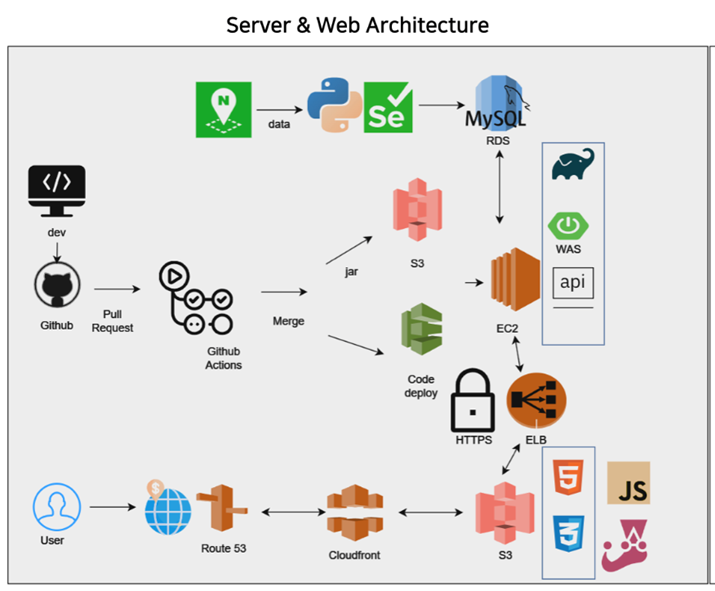 Server & Web Architecture
N
data
Se
MySQL
RDS
dev
Github
Pull
Request
Github
Actions
Merge
jar
S3
Code
deploy
EC2
WAS
api
HTTPS
ELB
User
$
Route 53
Cloudfront
S3
5
3
JS